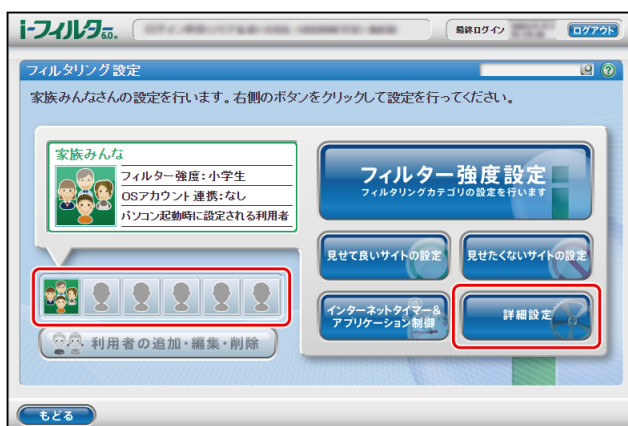 i-フィルター6.0.
最終ログイン
ログアウト
フィルタリング設定
家族みんなさんの設定を行います。右側のボタンをクリックして設定を行ってください。
家族みんな
フィルター強度：小学生
OSアカウント連携：なし
パソコン起動時に設定される利用者
利用者の追加・編集・削除
フィルター強度設定
フィルタリングカテゴリの設定を行います
見せて良いサイトの設定
見せたくないサイトの設定
インターネットタイマー＆
アプリケーション制御
詳細設定
もどる